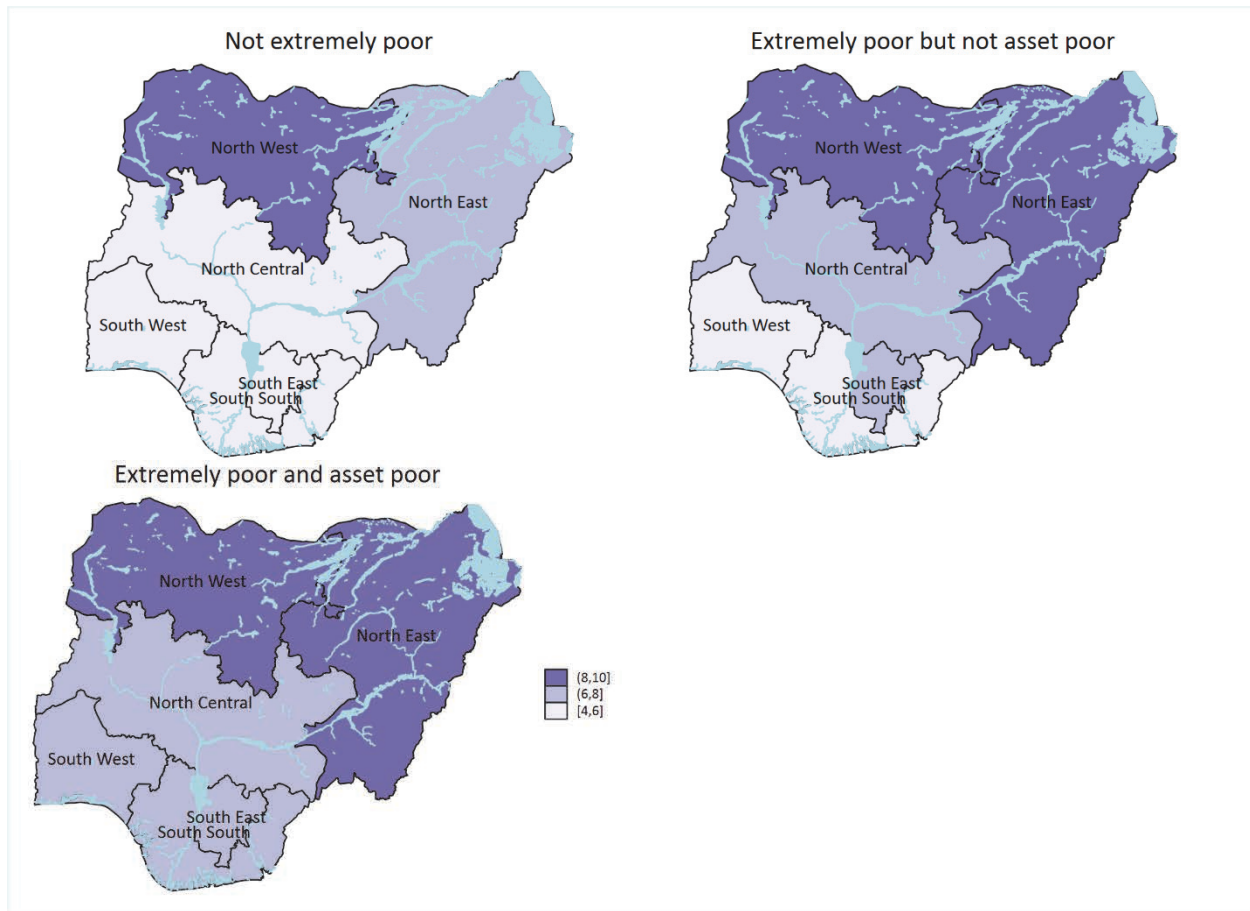 Not extremely poor
North West
North East
North Central
South West
South East
South South
Extremely poor but not asset poor
North West
North East
North Central
South West
South East
South South
Extremely poor and asset poor
North West
North East
North Central
South West
South East
South South
(8,10]
(6,8]
[4,6]